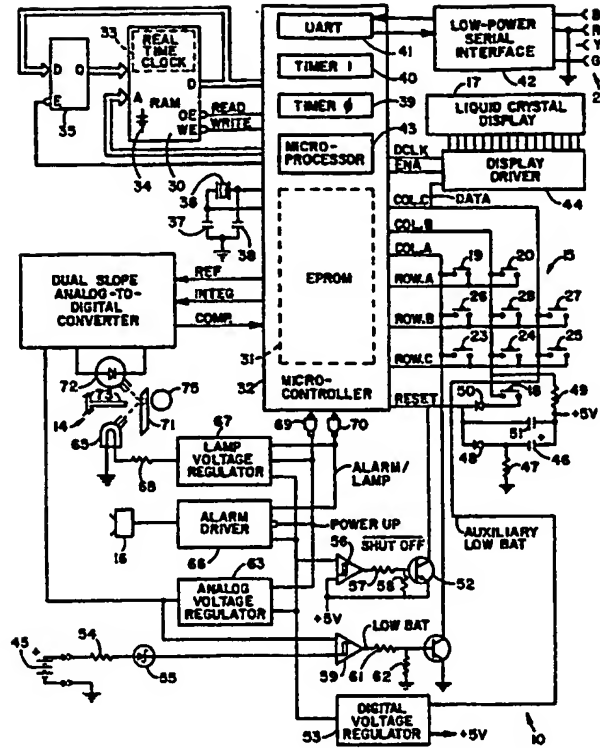 33
REAL
TIME
CLOCK
D Q
E
35
A
RAM
D
OE READ
WE WRITE
34 30
UART
41
TIMER 1
40
TIMER ϕ
39
MICRO-
PROCESSOR
43
LOW-POWER
SERIAL
INTERFACE
42
B
R
Y
G
2
17
LIQUID CRYSTAL
DISPLAY
DCLK
ENA
DISPLAY
DRIVER
44
COL.C DATA
COL.B
COL.A
36
37 38
EPROM
31
32
MICRO-
CONTROLLER
19 20 15
ROW.A
26 28 27
ROW.B
23 24 25
ROW.C
RESET
50 18 49
+5V
51
48 46
47
DUAL SLOPE
ANALOG-TO-
DIGITAL
CONVERTER
REF
INTEG
COMP.
72
73
14
65
71
75
67
69 70
LAMP
VOLTAGE
REGULATOR
68
ALARM/
LAMP
ALARM
DRIVER
16
66
POWER UP
63
ANALOG
VOLTAGE
REGULATOR
56
SHUT OFF
57 58
52
+5V
AUXILIARY
LOW BAT
45 +
54
55
LOW BAT
59 61 62
DIGITAL
VOLTAGE
REGULATOR
53
+5V
10